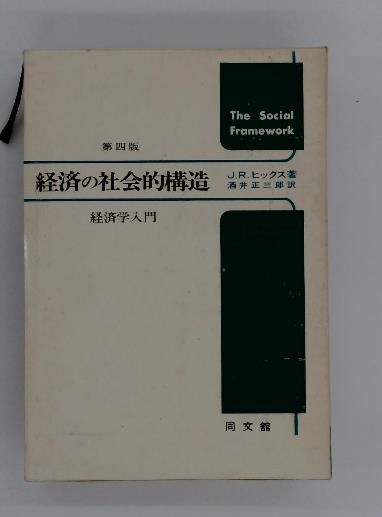 The Social
Framework
第四版
経済の社会的構造
J.R.ヒックス著
酒井正三郎訳
経済学入門
同文舘